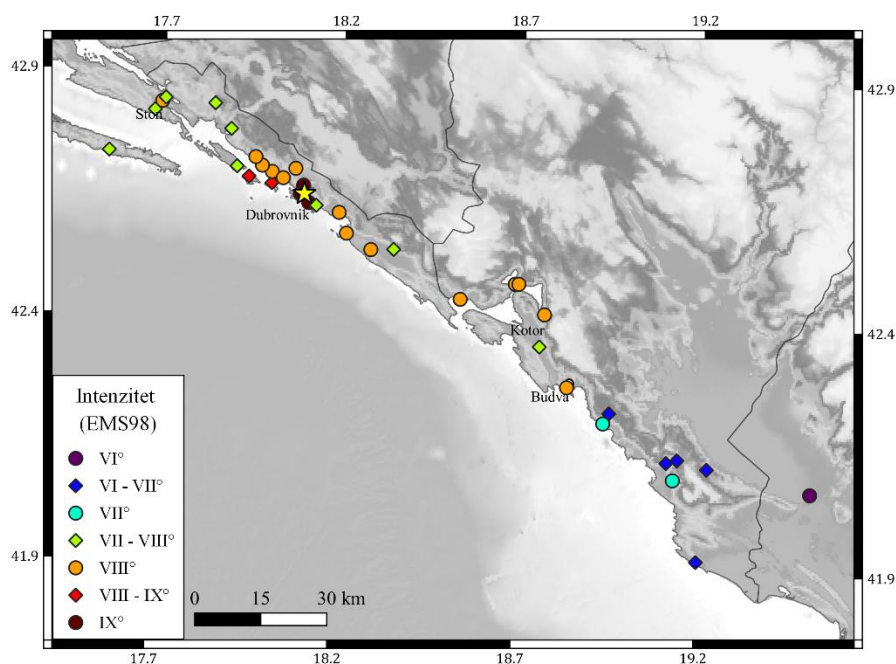 17.7 18.2 18.7 19.2
42.9 42.9
Ston
Dubrovnik
42.4 42.4
Kotor
Budva
Intenzitet
(EMS98)
VI°
VI - VII°
VII°
VII - VIII°
VIII°
VIII - IX°
IX°
41.9 41.9
0 15 30 km
17.7 18.2 18.7 19.2